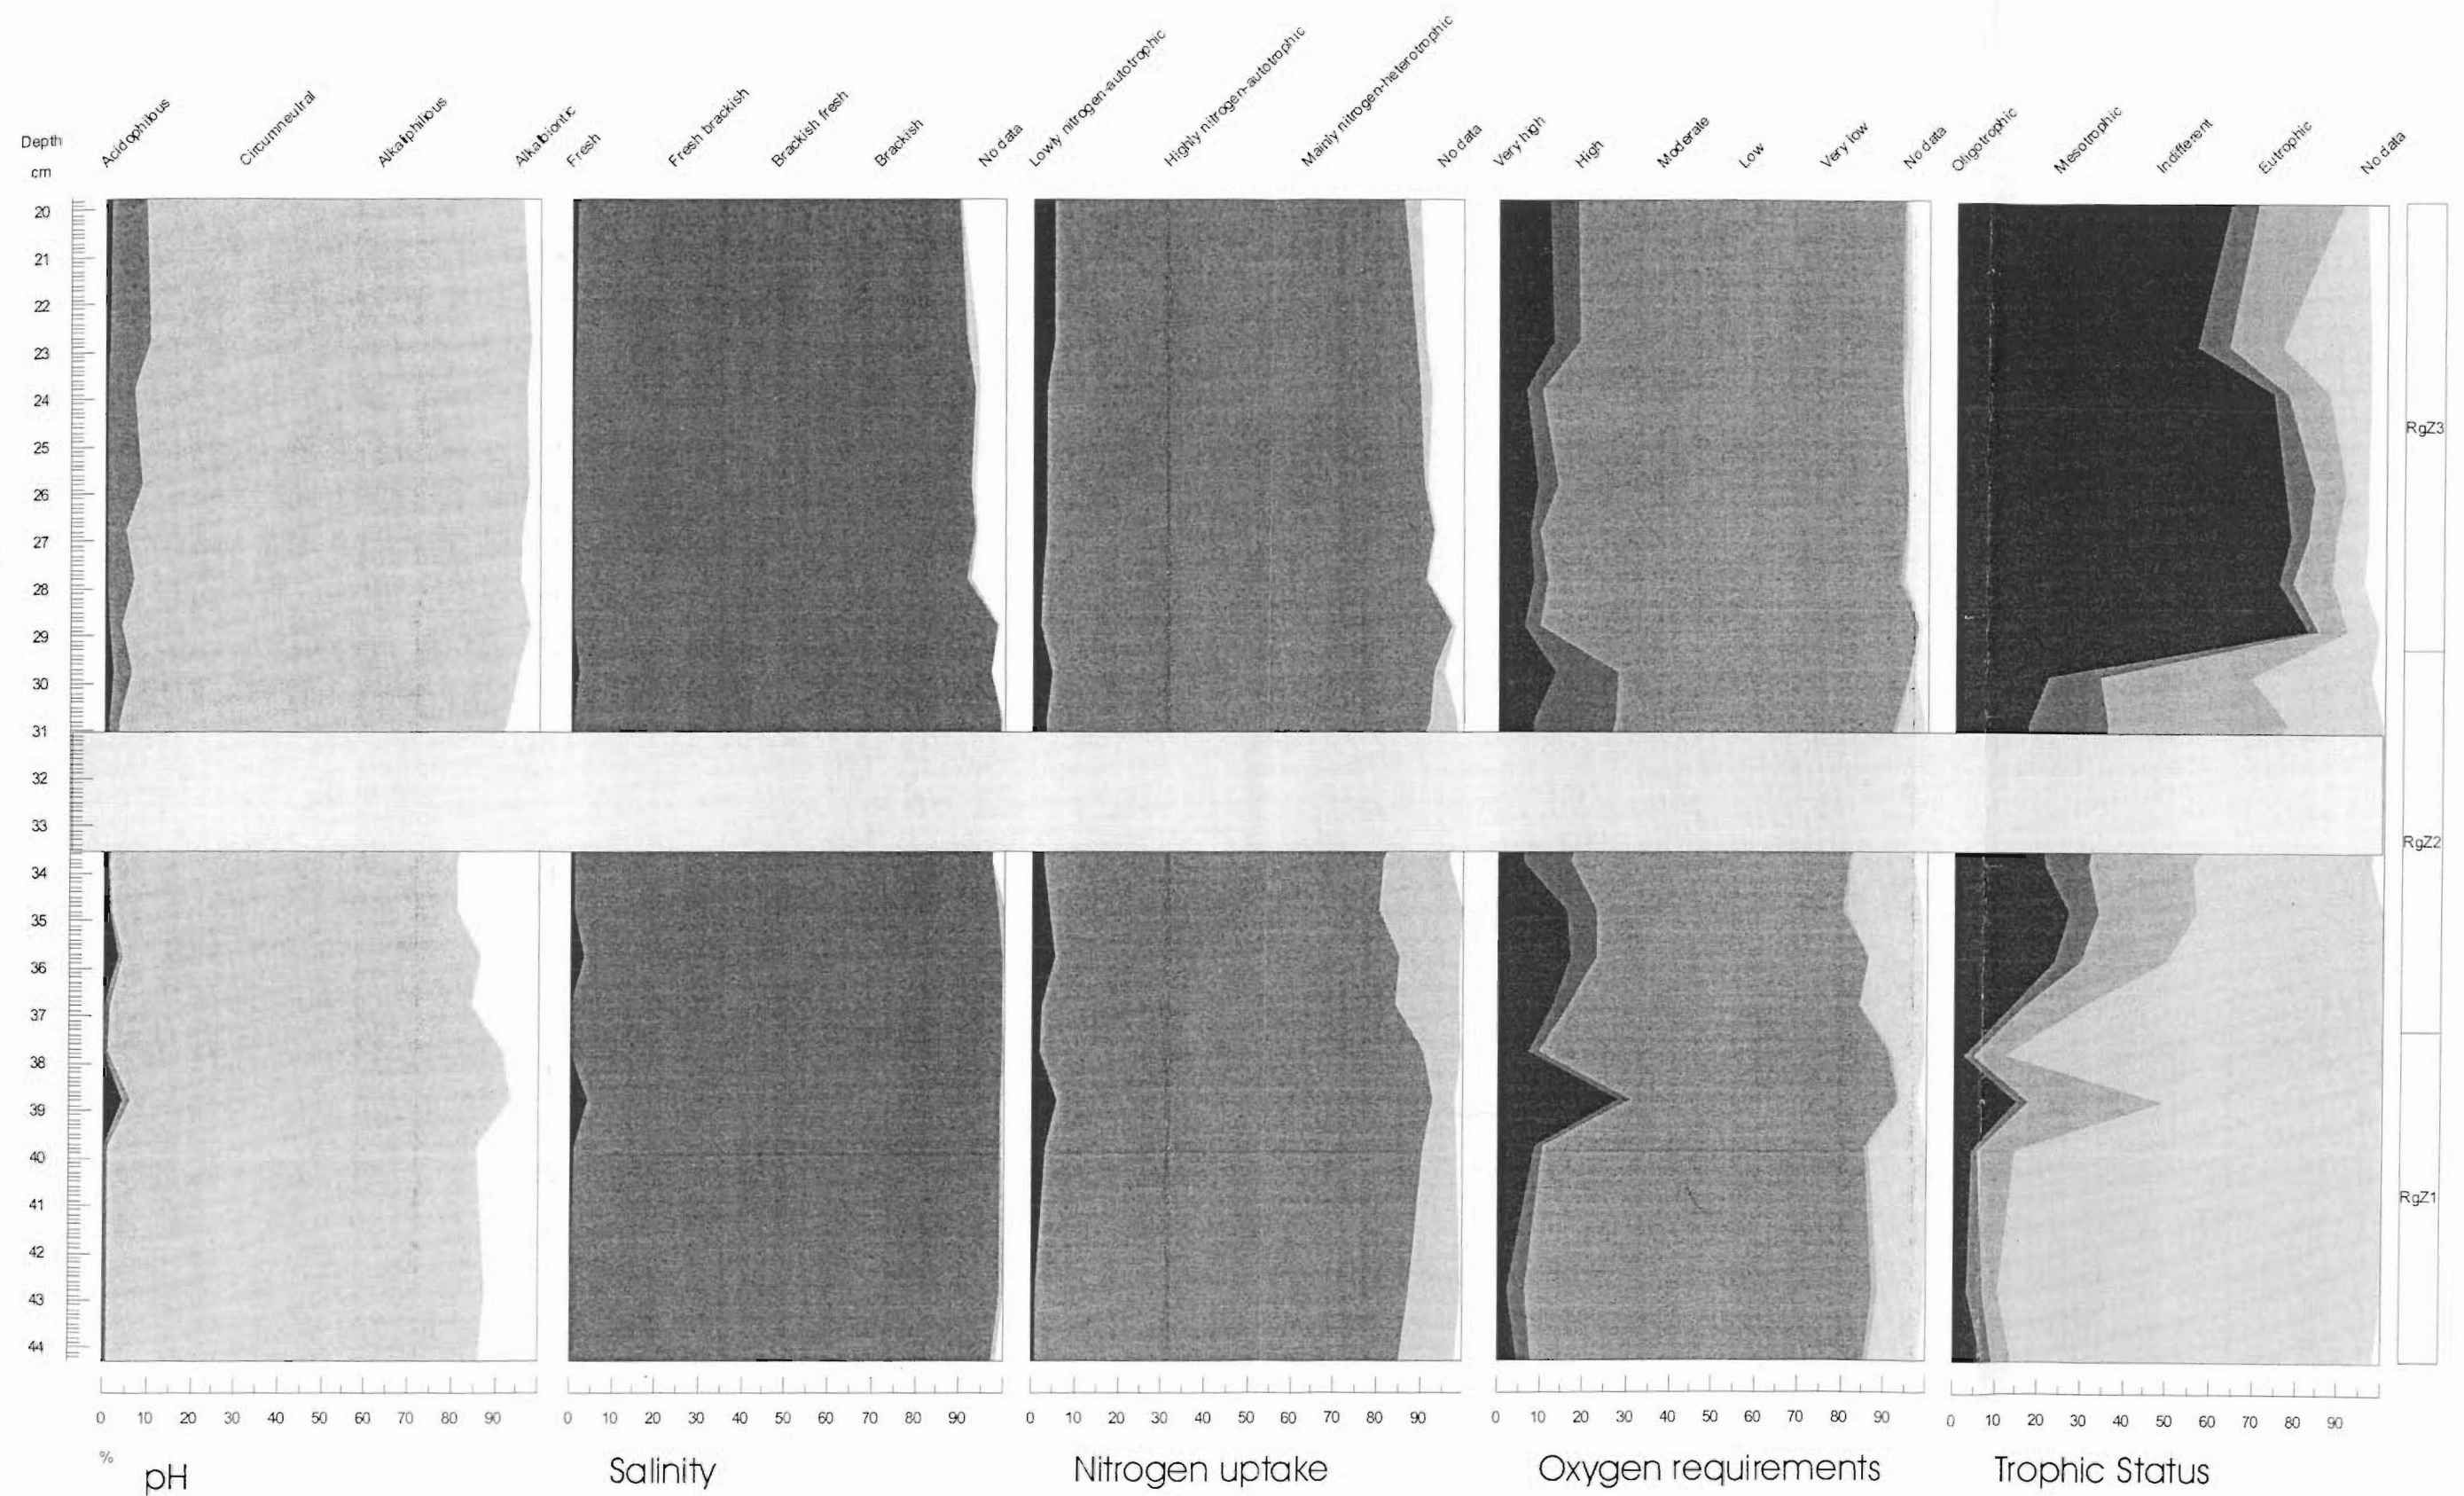 Depth
cm
Acidophilous
Circumneutral
Alkaliphilious
Alkalibiontic
Fresh
Fresh brackish
Brackish fresh
Brackish
No data
Lowly nitrogen-autotrophic
Highly nitrogen-autotrophic
Mainly nitrogen-heterotrophic
No data
Very high
High
Moderate
Low
Very low
No data
Oligotrophic
Mesotrophic
Indifferent
Eutrophic
No data
20
21
22
23
24
25
26
27
28
29
30
31
32
33
34
35
36
37
38
39
40
41
42
43
44
RgZ3
RgZ2
RgZ1
0 10 20 30 40 50 60 70 80 90
0 10 20 30 40 50 60 70 80 90
0 10 20 30 40 50 60 70 80 90
0 10 20 30 40 50 60 70 80 90
0 10 20 30 40 50 60 70 80 90
%
pH
Salinity
Nitrogen uptake
Oxygen requirements
Trophic Status